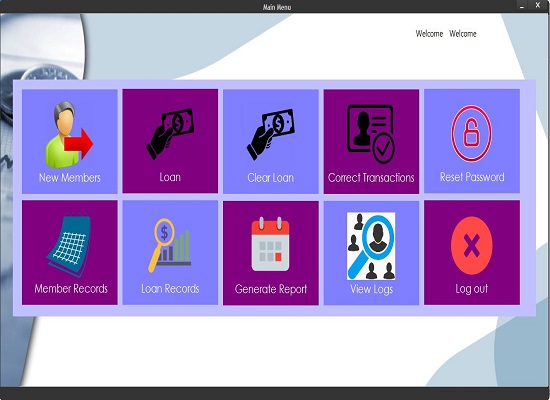 Main Menu
Welcome Welcome
New Members
Loan
Clear Loan
Correct Transactions
Reset Password
Member Records
Loan Records
Generate Report
View Logs
Log out